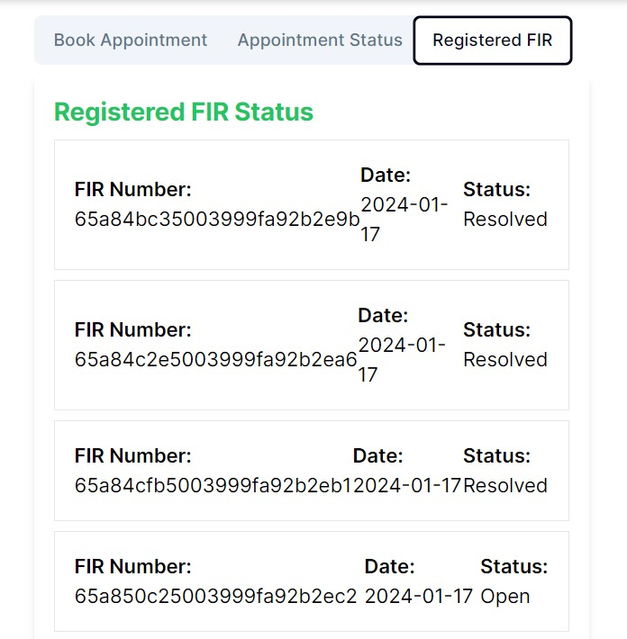 Book Appointment Appointment Status Registered FIR
Registered FIR Status
FIR Number:
65a84bc35003999fa92b2e9b
Date:
2024-01-
17
Status:
Resolved
FIR Number:
65a84c2e5003999fa92b2ea6
Date:
2024-01-
17
Status:
Resolved
FIR Number:
65a84cfb5003999fa92b2eb1
Date:
2024-01-17
Status:
Resolved
FIR Number:
65a850c25003999fa92b2ec2
Date:
2024-01-17
Status:
Open